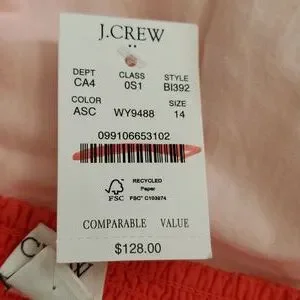 J.CREW
DEPT CLASS STYLE
CA4 0S1 BI392
COLOR SIZE
ASC WY9488 14
099106653102
RECYCLED
Paper
FSC FSC® C103974
COMPARABLE VALUE
$128.00